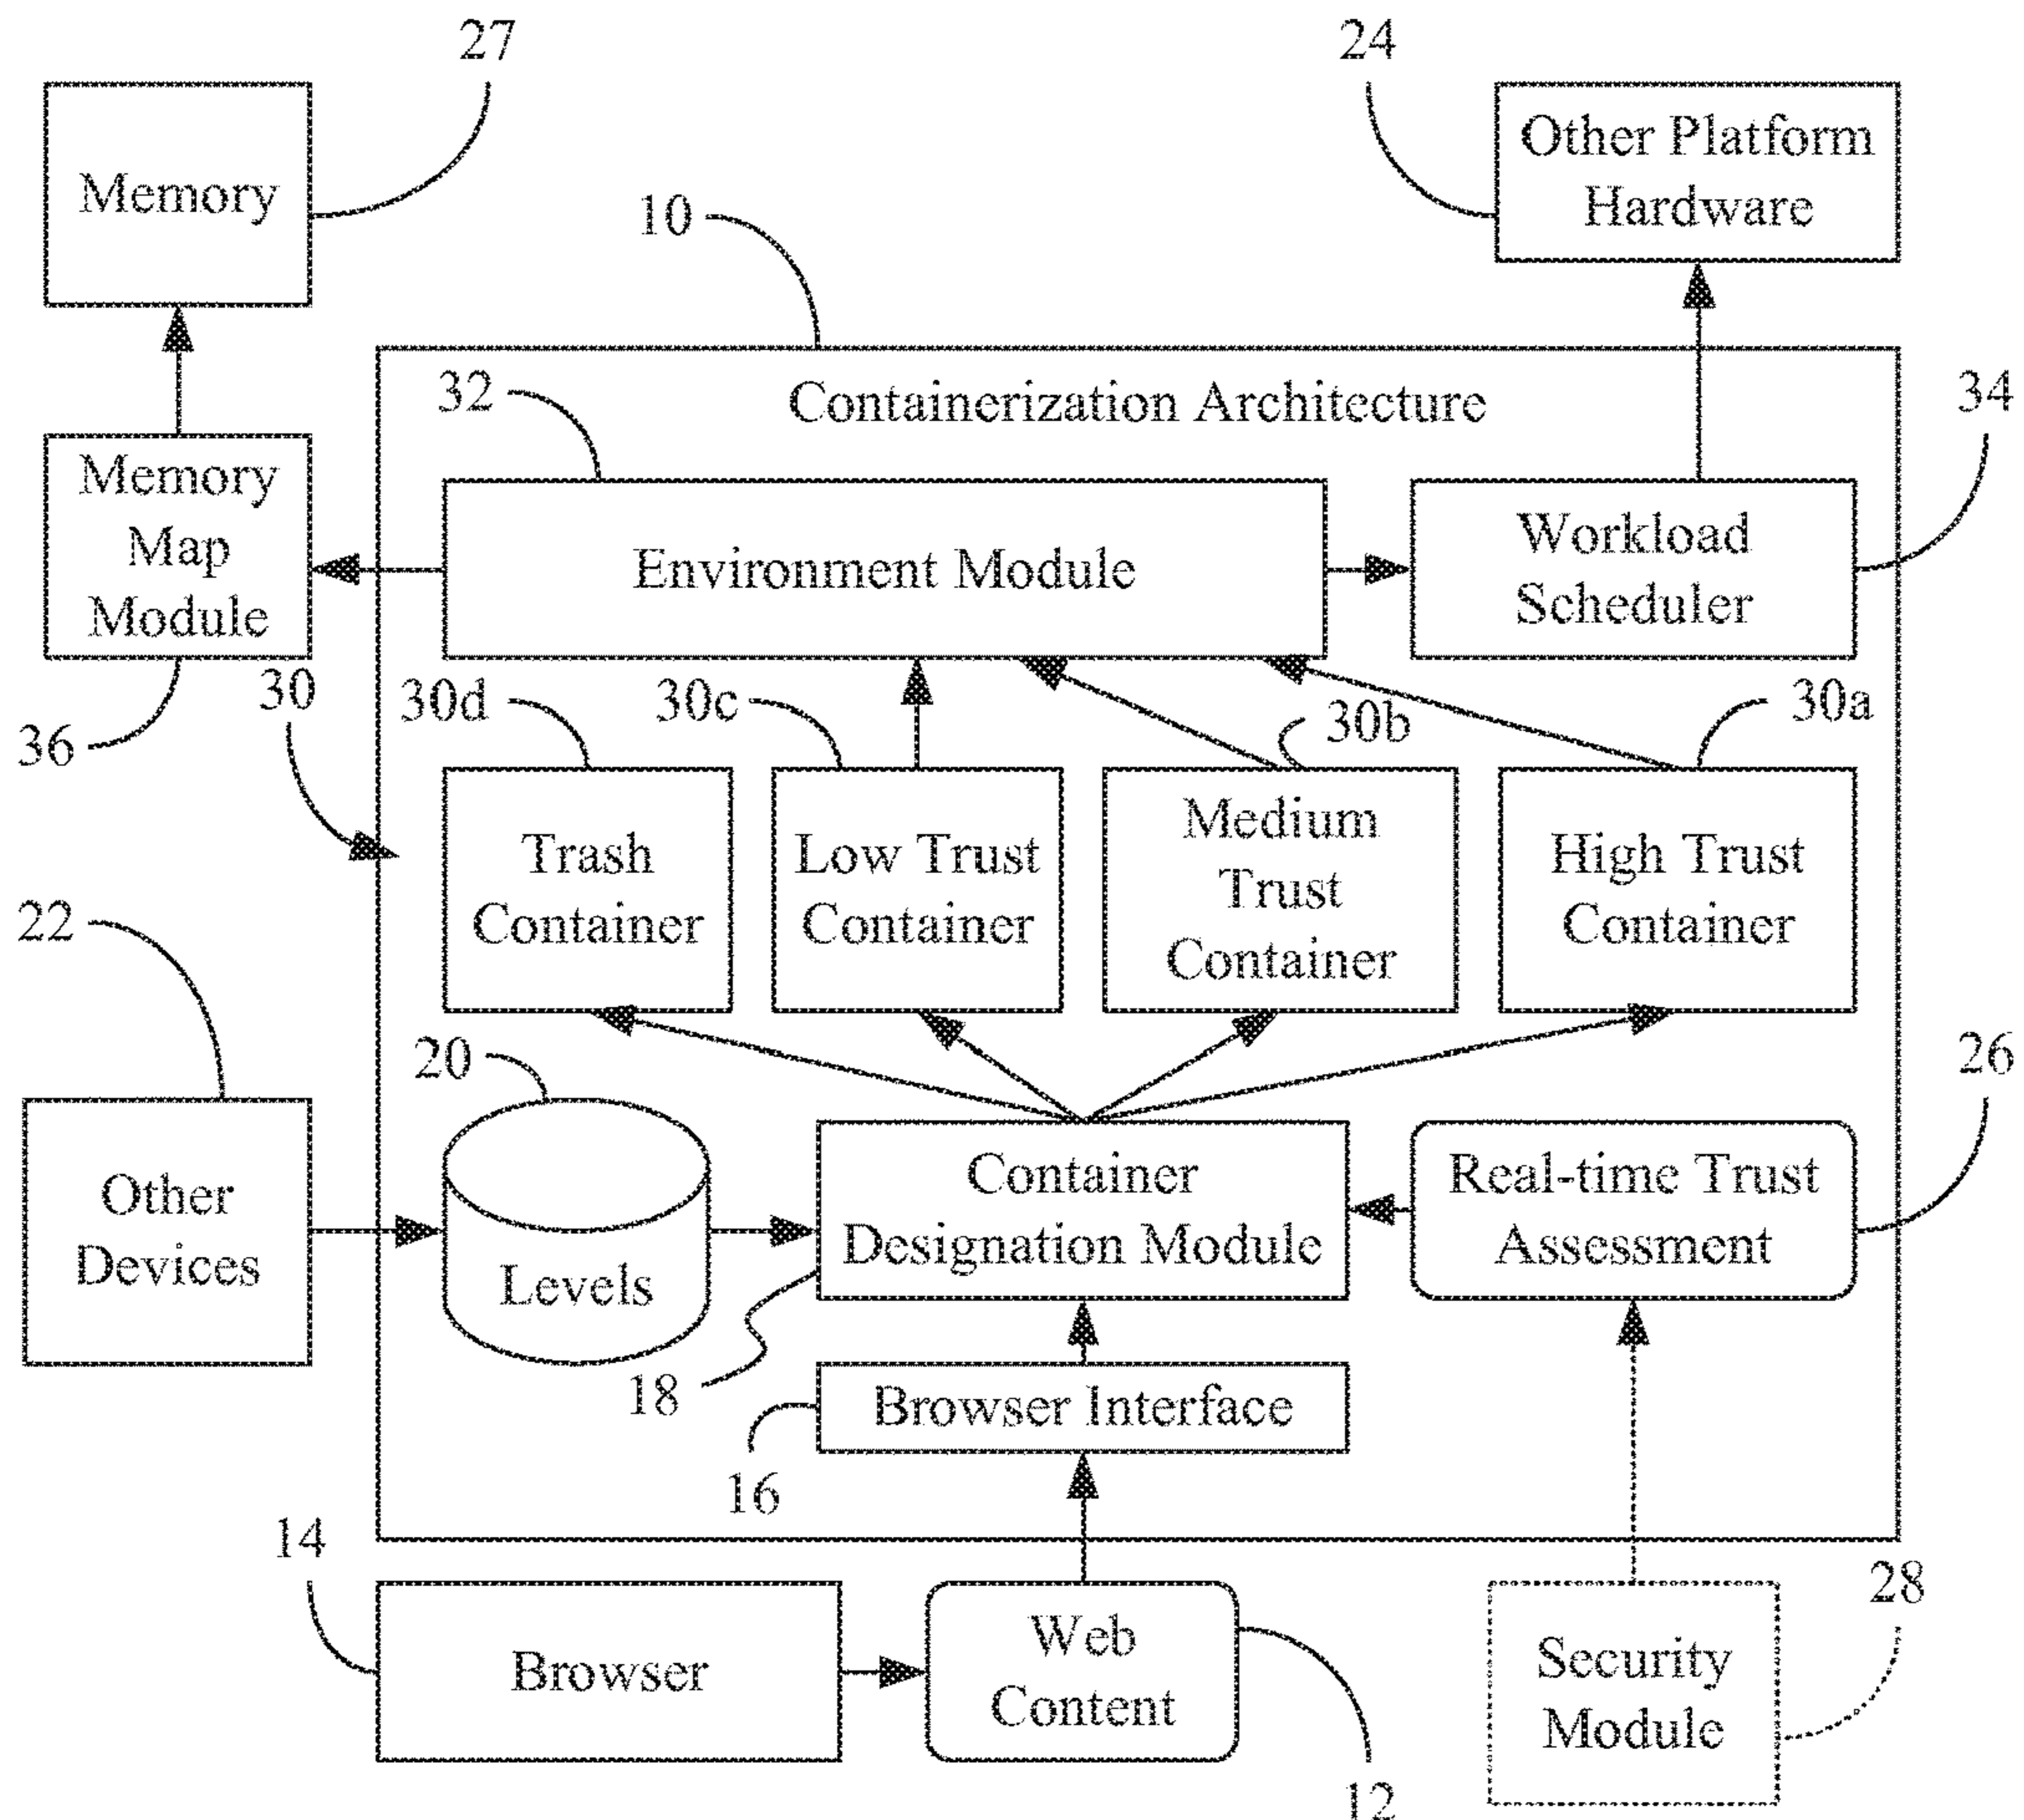 27
24
Memory
Other Platform
Hardware
10
Containerization Architecture
32
34
Memory
Map
Module
Environment Module
Workload
Scheduler
36
30
30d
30c
30b
30a
Trash
Container
Low Trust
Container
Medium
Trust
Container
High Trust
Container
22
20
26
Other
Devices
Levels
Container
Designation Module
Real-time Trust
Assessment
18
Browser Interface
16
14
28
Browser
Web
Content
Security
Module
12